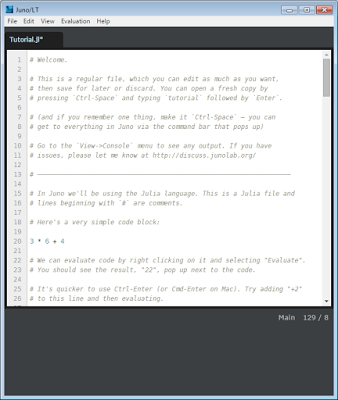 Juno/LT
File Edit View Evaluation Help
Tutorial.jl*
1 # Welcome.
2
3 # This is a regular file, which you can edit as much as you want,
4 # then save for later or discard. You can open a fresh copy by
5 # pressing `Ctrl-Space` and typing `tutorial` followed by `Enter`.
6
7 # (and if you remember one thing, make it `Ctrl-Space` – you can
8 # get to everything in Juno via the command bar that pops up)
9
10 # Go to the `View->Console` menu to see any output. If you have
11 # issues, please let me know at http://discuss.junolab.org/
12
13 #
14
15 # In Juno we'll be using the Julia language. This is a Julia file and
16 # lines beginning with `#` are comments.
17
18 # Here's a very simple code block:
19
20 3 * 6 + 4
21
22 # We can evaluate code by right clicking on it and selecting "Evaluate".
23 # You should see the result, "22", pop up next to the code.
24
25 # It's quicker to use Ctrl-Enter (or Cmd-Enter on Mac). Try adding "+2"
26 # to this line and then evaluating.
Main 129 / 8